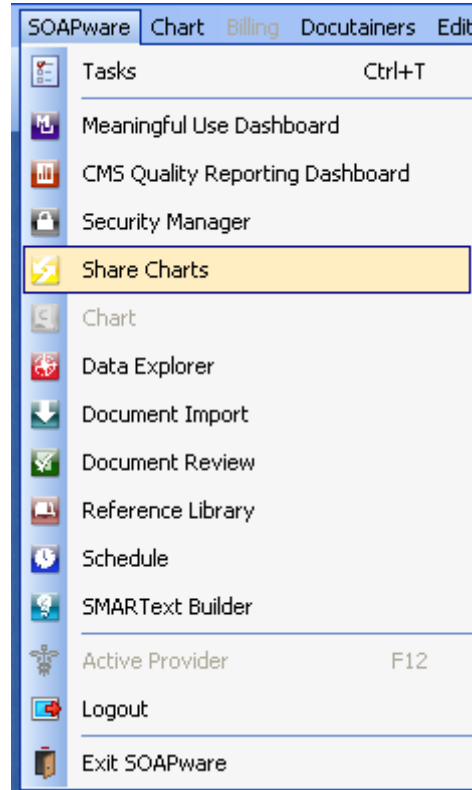 SOAPware Chart Billing Docutainers Edit
Tasks Ctrl+T
Meaningful Use Dashboard
CMS Quality Reporting Dashboard
Security Manager
Share Charts
Chart
Data Explorer
Document Import
Document Review
Reference Library
Schedule
SMARText Builder
Active Provider F12
Logout
Exit SOAPware